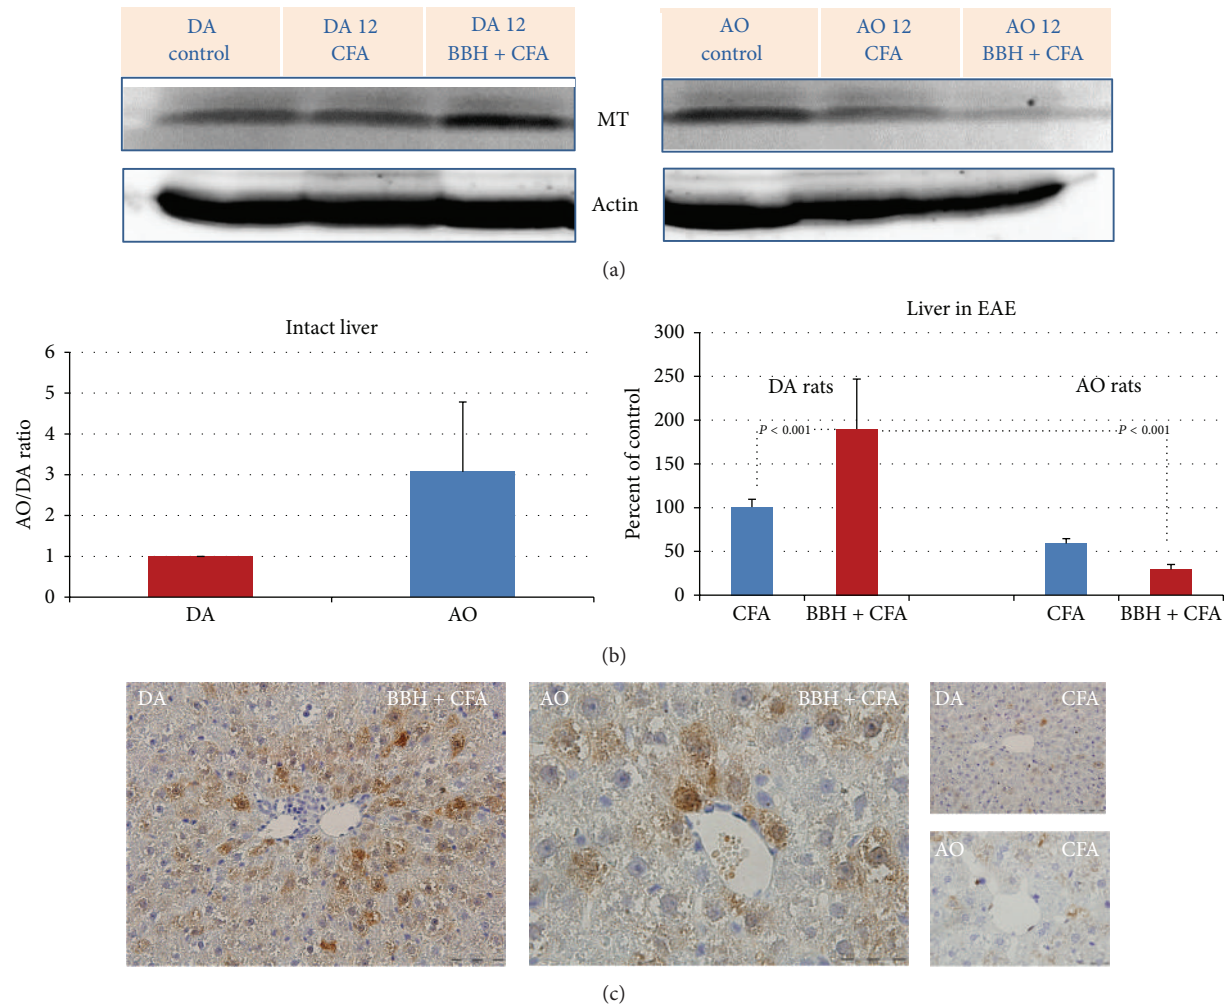 DA
control
DA 12
CFA
DA 12
BBH + CFA
AO
control
AO 12
CFA
AO 12
BBH + CFA
MT
Actin
(a)
Intact liver
AO/DA ratio
6
5
4
3
2
1
0
DA
AO
Liver in EAE
Percent of control
300
250
200
150
100
50
0
DA rats
AO rats
P < 0.001
P < 0.001
CFA
BBH + CFA
CFA
BBH + CFA
(b)
DA
BBH + CFA
AO
BBH + CFA
DA
CFA
AO
CFA
(c)